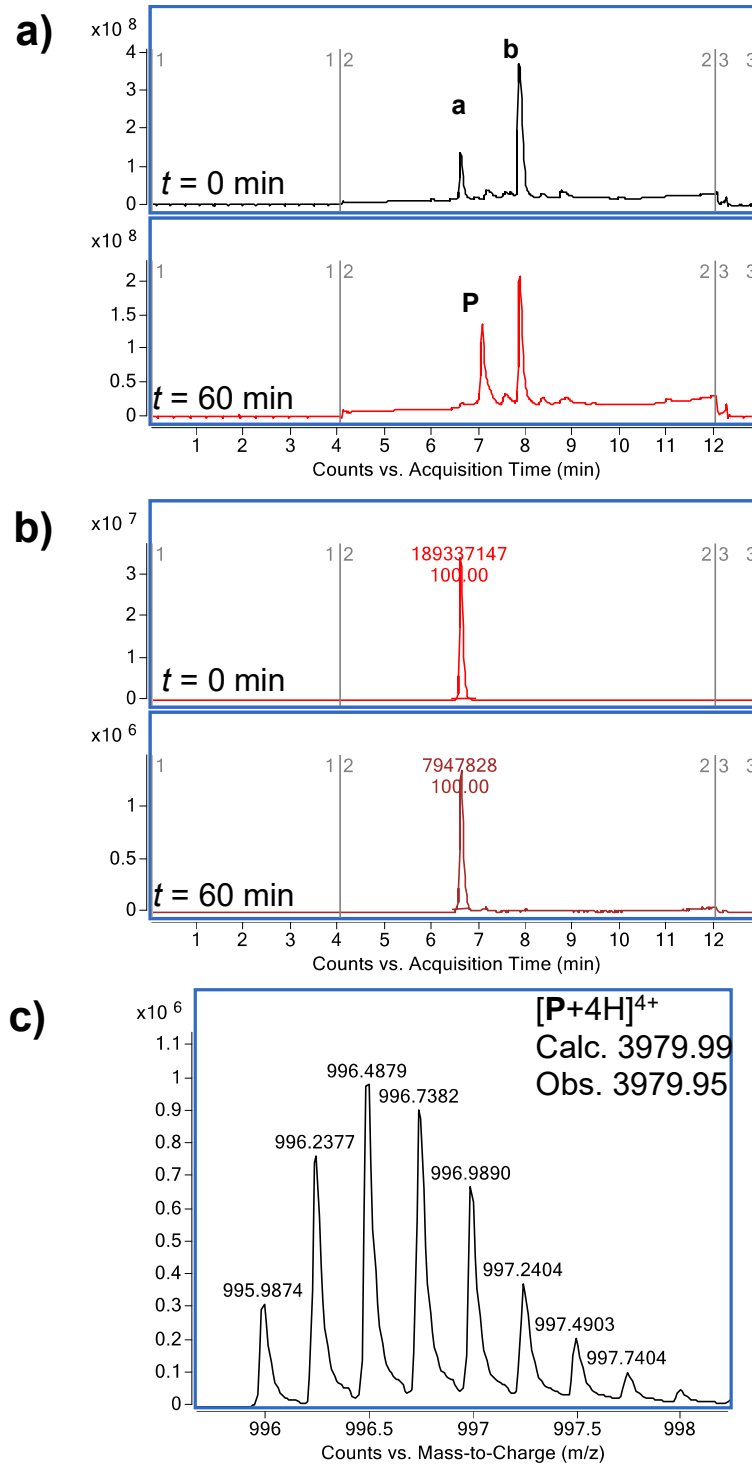 a)
x10 8
4
3
2
1
0
1
1
2
2
3
3
a
b
t = 0 min
x10 8
2
1.5
1
0.5
0
1
1
2
2
3
3
P
t = 60 min
1 2 3 4 5 6 7 8 9 10 11 12
Counts vs. Acquisition Time (min)
b)
x10 7
3
2
1
0
1
1
2
2
3
3
189337147
100.00
t = 0 min
x10 6
1
0.5
0
1
1
2
2
3
3
7947828
100.00
t = 60 min
1 2 3 4 5 6 7 8 9 10 11 12
Counts vs. Acquisition Time (min)
c)
x10 6
[P+4H]4+
Calc. 3979.99
Obs. 3979.95
1.1
1
0.9
0.8
0.7
0.6
0.5
0.4
0.3
0.2
0.1
0
995.9874
996.2377
996.4879
996.7382
996.9890
997.2404
997.4903
997.7404
996 996.5 997 997.5 998
Counts vs. Mass-to-Charge (m/z)